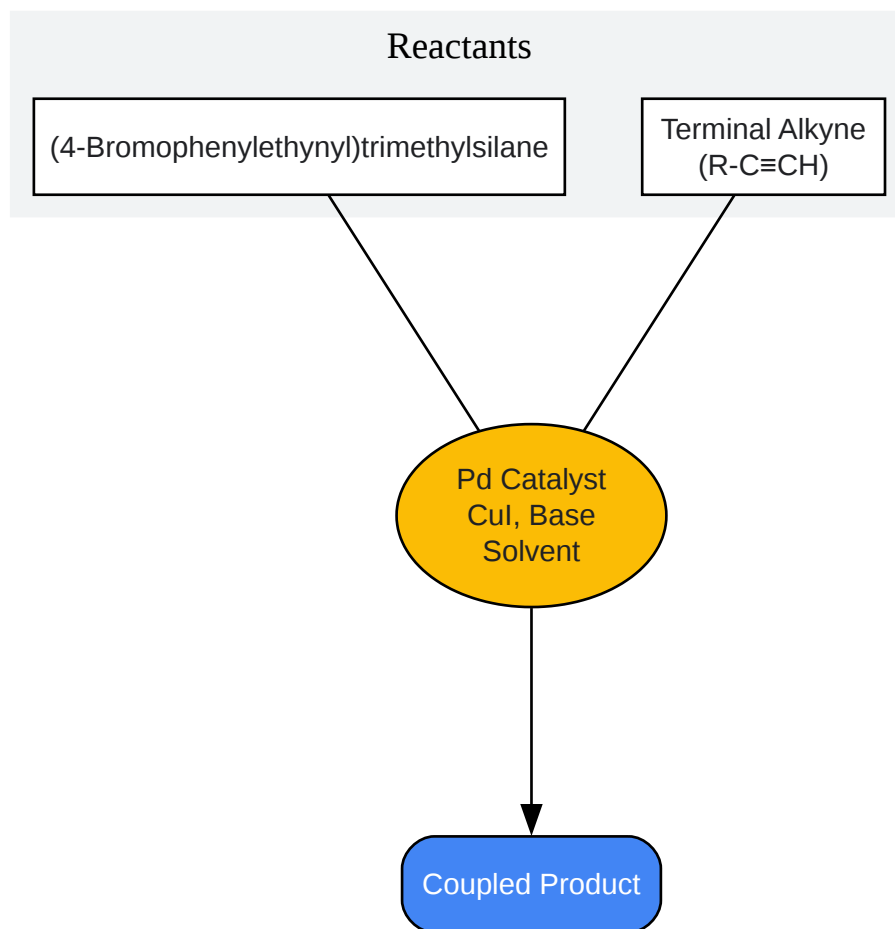 Reactants
(4-Bromophenylethynyl)trimethylsilane
Terminal Alkyne
(R-C≡CH)
Pd Catalyst
CuI, Base
Solvent
Coupled Product